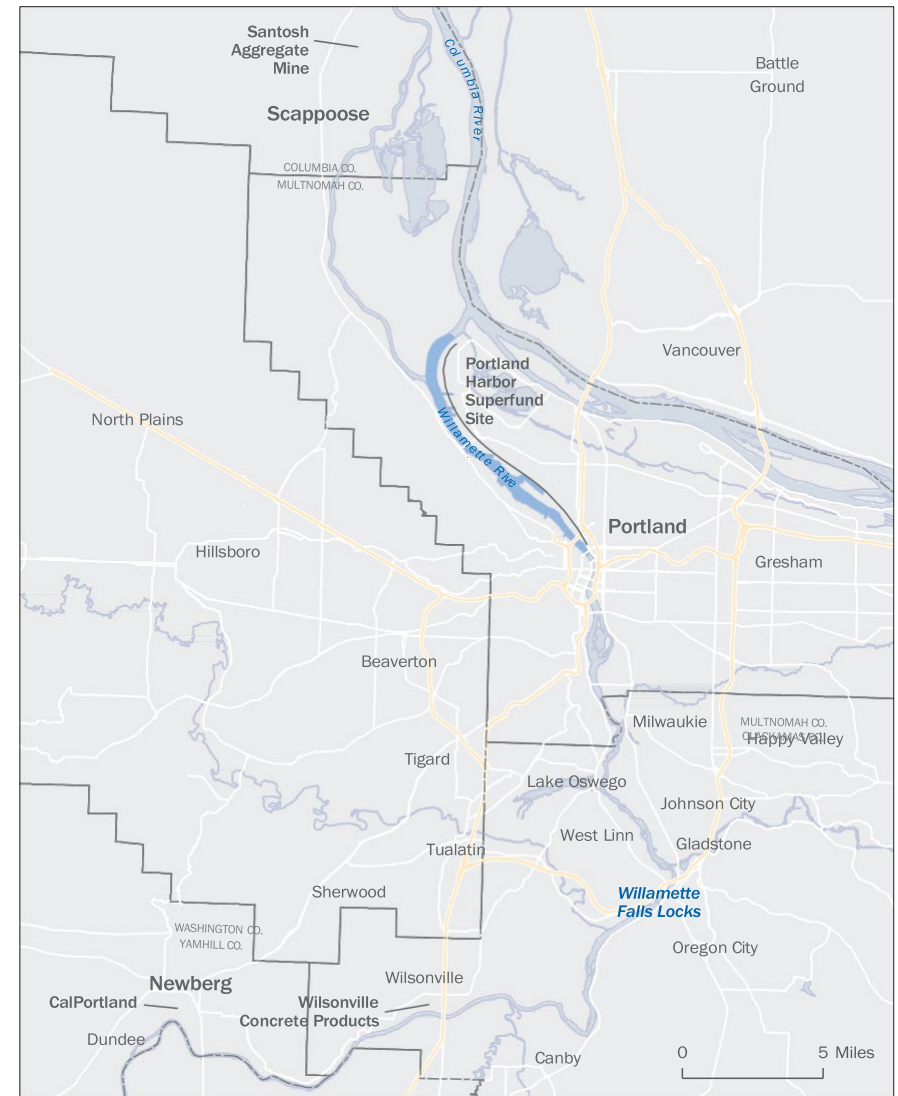 Santosh
Aggregate
Mine
Columbia River
Battle
Ground
Scappoose
COLUMBIA CO.
MULTNOMAH CO.
Vancouver
Portland
Harbor
Superfund
Site
North Plains
Willamette Rive
Portland
Hillsboro
Gresham
Beaverton
Milwaukie
MULTNOMAH CO.
CLACKAMAS CO.
Happy Valley
Tigard
Lake Oswego
Johnson City
West Linn
Gladstone
Tualatin
Sherwood
Willamette
Falls Locks
WASHINGTON CO.
YAMHILL CO.
Oregon City
Newberg
Wilsonville
CalPortland
Wilsonville
Concrete Products
Dundee
Canby
0 5 Miles